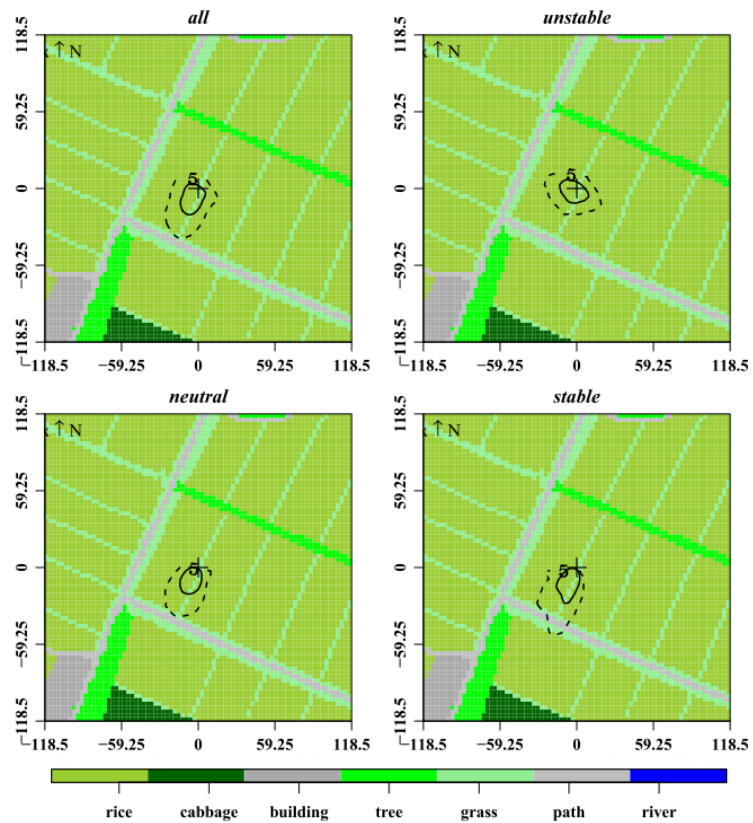 all unstable
118.5 118.5
↑ N ↑ N
59.25 59.25
5 5
0 0
−59.25 −59.25
−118.5 −118.5
−118.5 −59.25 0 59.25 118.5 −118.5 −59.25 0 59.25 118.5
neutral stable
118.5 118.5
↑ N ↑ N
59.25 59.25
5 5
0 0
−59.25 −59.25
−118.5 −118.5
−118.5 −59.25 0 59.25 118.5 −118.5 −59.25 0 59.25 118.5
rice cabbage building tree grass path river